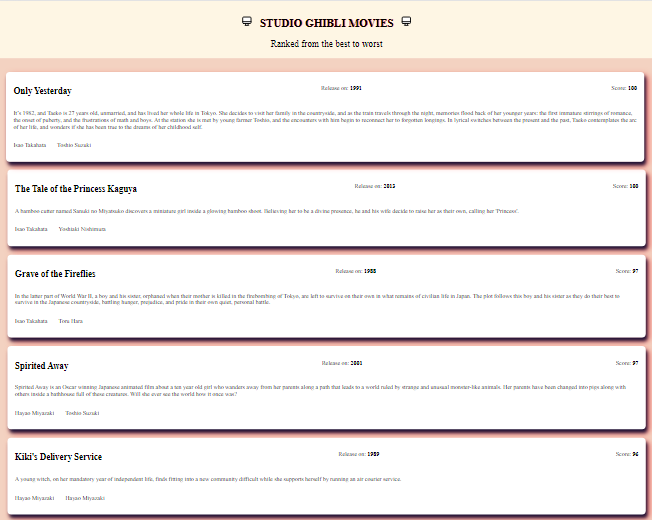 STUDIO GHIBLI MOVIES
Ranked from the best to worst
Only Yesterday Release on: 1991 Score: 100
It's 1982, and Taeko is 27 years old, unmarried, and has lived her whole life in Tokyo. She decides to visit her family in the countryside, and as the train travels through the night, memories flood back of her younger years: the first immature stirrings of romance,
the onset of puberty, and the frustrations of math and boys. At the station she is met by young farmer Toshio, and the encounters with him begin to reconnect her to forgotten longings. In lyrical switches between the present and the past, Taeko contemplates the arc
of her life, and wonders if she has been true to the dreams of her childhood self.
Isao Takahata Toshio Suzuki
The Tale of the Princess Kaguya Release on: 2013 Score: 100
A bamboo cutter named Sanuki no Miyatsuko discovers a miniature girl inside a glowing bamboo shoot. Believing her to be a divine presence, he and his wife decide to raise her as their own, calling her 'Princess'.
Isao Takahata Yoshiaki Nishimura
Grave of the Fireflies Release on: 1988 Score: 97
In the latter part of World War II, a boy and his sister, orphaned when their mother is killed in the firebombing of Tokyo, are left to survive on their own in what remains of civilian life in Japan. The plot follows this boy and his sister as they do their best to
survive in the Japanese countryside, battling hunger, prejudice, and pride in their own quiet, personal battle.
Isao Takahata Toru Hara
Spirited Away Release on: 2001 Score: 97
Spirited Away is an Oscar winning Japanese animated film about a ten year old girl who wanders away from her parents along a path that leads to a world ruled by strange and unusual monster-like animals. Her parents have been changed into pigs along with
others inside a bathhouse full of these creatures. Will she ever see the world how it once was?
Hayao Miyazaki Toshio Suzuki
Kiki's Delivery Service Release on: 1989 Score: 96
A young witch, on her mandatory year of independent life, finds fitting into a new community difficult while she supports herself by running an air courier service.
Hayao Miyazaki Hayao Miyazaki